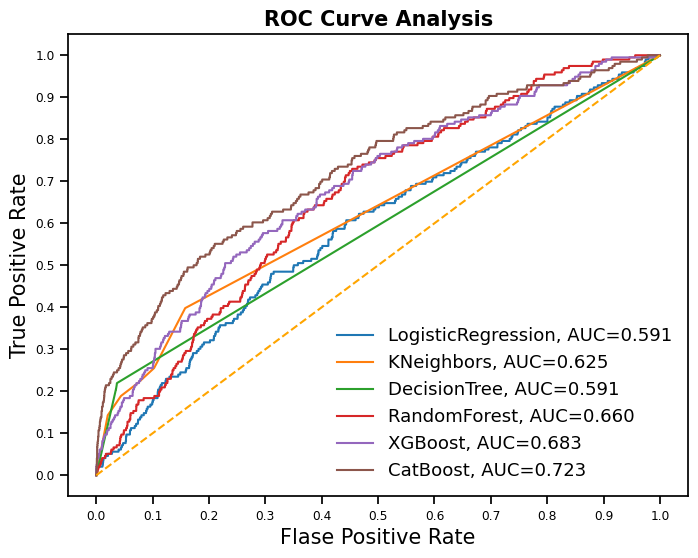 ROC Curve Analysis
True Positive Rate
1.0
0.9
0.8
0.7
0.6
0.5
0.4
0.3
0.2
0.1
0.0
LogisticRegression, AUC=0.591
KNeighbors, AUC=0.625
DecisionTree, AUC=0.591
RandomForest, AUC=0.660
XGBoost, AUC=0.683
CatBoost, AUC=0.723
0.0 0.1 0.2 0.3 0.4 0.5 0.6 0.7 0.8 0.9 1.0
Flase Positive Rate